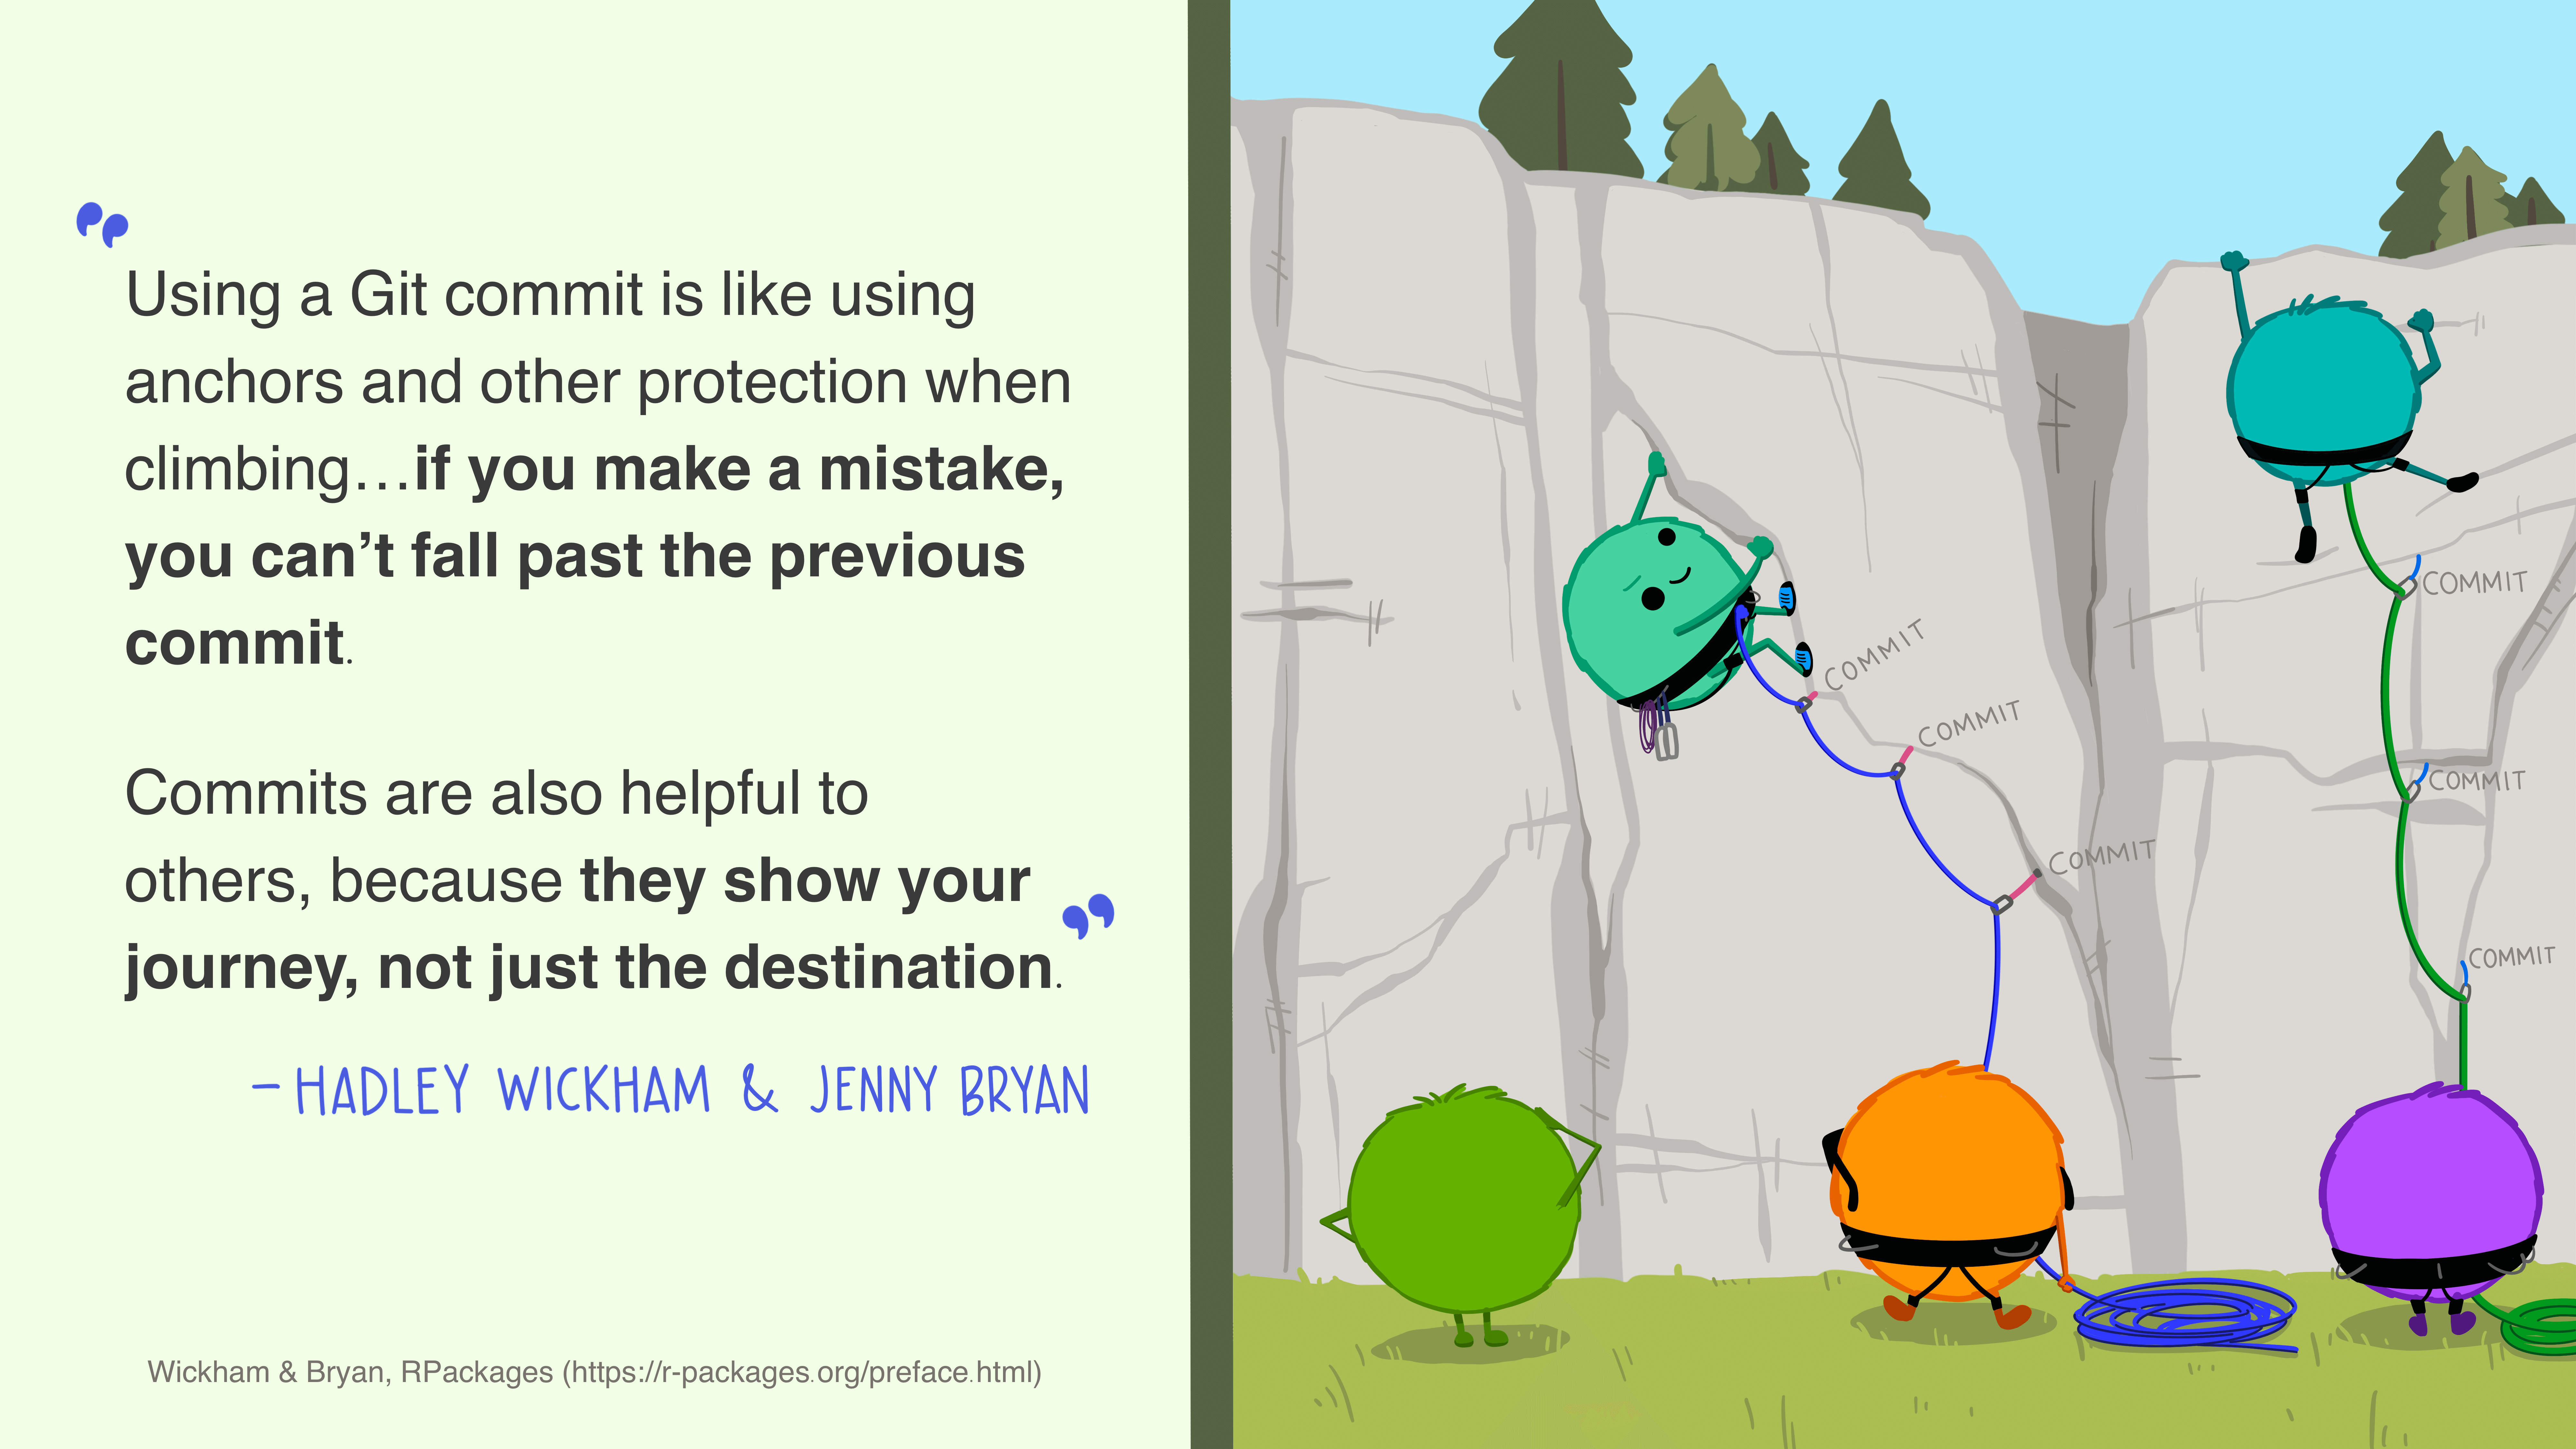 “
Using a Git commit is like using
anchors and other protection when
climbing…if you make a mistake,
you can’t fall past the previous
commit.
Commits are also helpful to
others, because they show your
journey, not just the destination.
”
– HADLEY WICKHAM & JENNY BRYAN
Wickham & Bryan, RPackages (https://r-packages.org/preface.html)
COMMIT
COMMIT
COMMIT
COMMIT
COMMIT
COMMIT